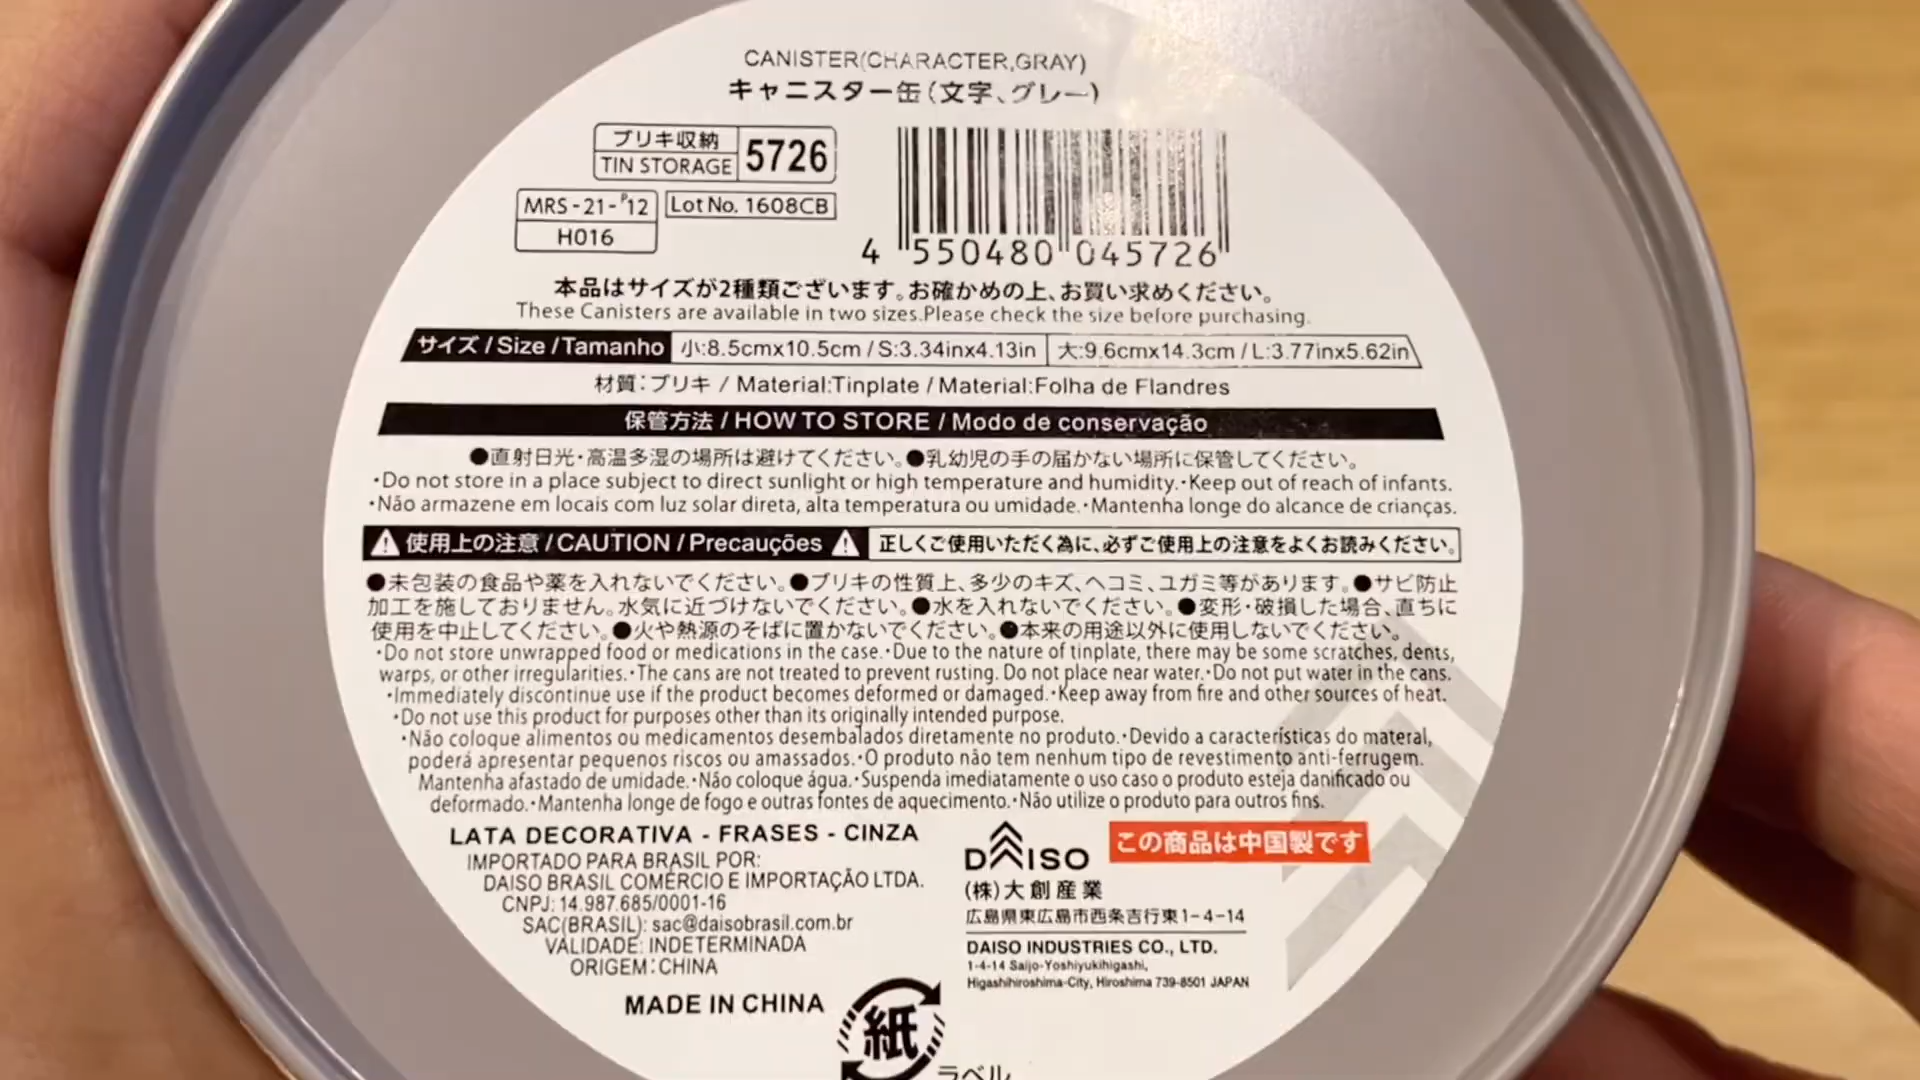 CANISTER(CHARACTER,GRAY)
キャニスター缶(文字、グレー)
ブリキ収納
TIN STORAGE
5726
MRS-21-P12
H016
Lot No. 1608CB
4 550480 045726
本品はサイズが2種類ございます。お確かめの上、お買い求めください。
These Canisters are available in two sizes.Please check the size before purchasing.
サイズ/Size/Tamanho 小:8.5cmx10.5cm/S:3.34inx4.13in 大:9.6cmx14.3cm/L:3.77inx5.62in
材質:ブリキ/Material:Tinplate/Material:Folha de Flandres
保管方法/HOW TO STORE/Modo de conservação
●直射日光・高温多湿の場所は避けてください。●乳幼児の手の届かない場所に保管してください。
・Do not store in a place subject to direct sunlight or high temperature and humidity.・Keep out of reach of infants.
・Não armazene em locais com luz solar direta, alta temperatura ou umidade.・Mantenha longe do alcance de crianças.
使用上の注意/CAUTION/Precauções 正しくご使用いただく為に、必ずご使用上の注意をよくお読みください。
●未包装の食品や薬を入れないでください。●ブリキの性質上、多少のキズ、ヘコミ、ユガミ等があります。●サビ防止
加工を施しておりません。水気に近づけないでください。●水を入れないでください。●変形・破損した場合、直ちに
使用を中止してください。●火や熱源のそばに置かないでください。●本来の用途以外に使用しないでください。
・Do not store unwrapped food or medications in the case.・Due to the nature of tinplate, there may be some scratches, dents,
warps, or other irregularities.・The cans are not treated to prevent rusting. Do not place near water.・Do not put water in the cans.
・Immediately discontinue use if the product becomes deformed or damaged.・Keep away from fire and other sources of heat.
・Do not use this product for purposes other than its originally intended purpose.
・Não coloque alimentos ou medicamentos desembalados diretamente no produto.・Devido a características do materal,
poderá apresentar pequenos riscos ou amassados.・O produto não tem nenhum tipo de revestimento anti-ferrugem.
Mantenha afastado de umidade.・Não coloque água.・Suspenda imediatamente o uso caso o produto esteja danificado ou
deformado.・Mantenha longe de fogo e outras fontes de aquecimento.・Não utilize o produto para outros fins.
LATA DECORATIVA - FRASES - CINZA
IMPORTADO PARA BRASIL POR:
DAISO BRASIL COMÉRCIO E IMPORTAÇÃO LTDA.
CNPJ: 14.987.685/0001-16
SAC(BRASIL): sac@daisobrasil.com.br
VALIDADE: INDETERMINADA
ORIGEM:CHINA
MADE IN CHINA
DAISO
この商品は中国製です
(株)大創産業
広島県東広島市西条吉行東1-4-14
DAISO INDUSTRIES CO., LTD.
1-4-14 Saijo-Yoshiyukihigashi,
Higashihiroshima-City, Hiroshima 739-8501 JAPAN
紙
ラベル